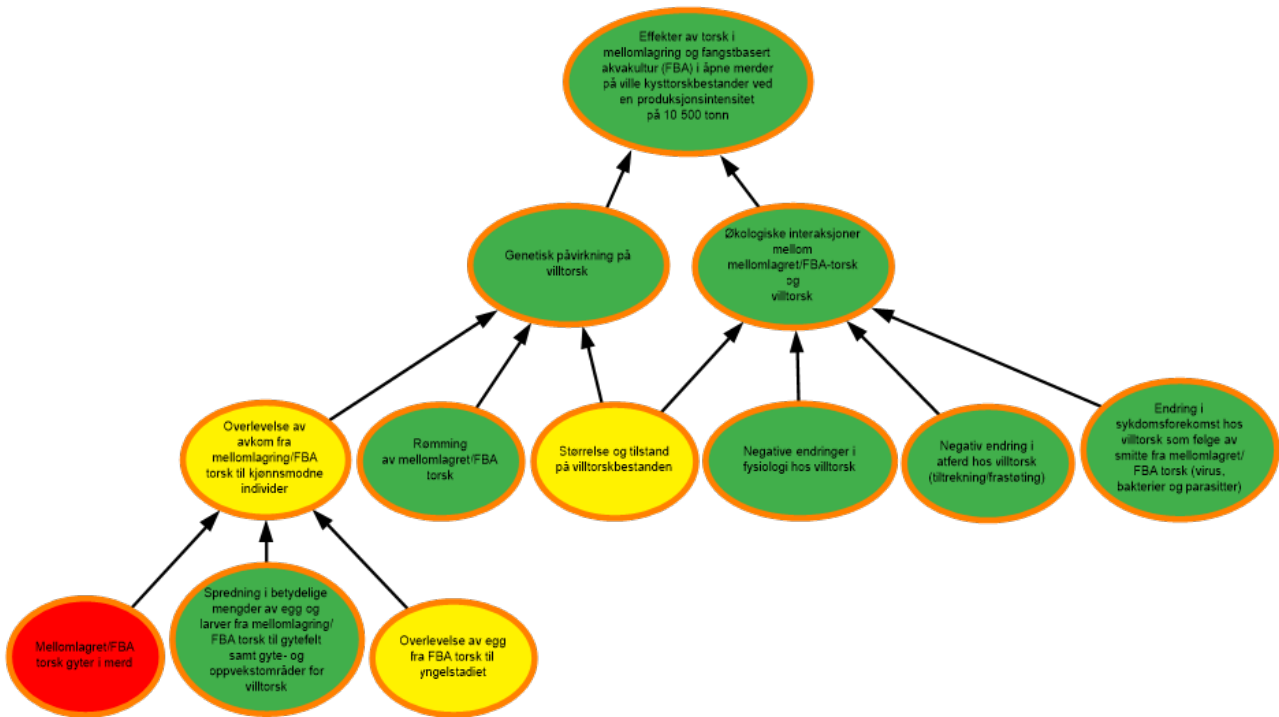 Effekter av torsk i
mellomlagring og fangstbasert
akvakultur (FBA) i åpne merder
på ville kysttorskbestander ved
en produksjonsintensitet
på 10 500 tonn
Genetisk påvirkning på
villtorsk
Økologiske interaksjoner
mellom
mellomlagret/FBA-torsk
og
villtorsk
Overlevelse av
avkom fra
mellomlagring/FBA
torsk til kjønnsmodne
individer
Rømming
av mellomlagret/FBA
torsk
Størrelse og tilstand
på villtorskbestanden
Negative endringer i
fysiologi hos villtorsk
Negativ endring i
atferd hos villtorsk
(tiltrekning/frastøting)
Endring i
sykdomsforekomst hos
villtorsk som følge av
smitte fra mellomlagret/
FBA torsk (virus,
bakterier og parasitter)
Mellomlagret/FBA
torsk gyter i merd
Spredning i betydelige
mengder av egg og
larver fra mellomlagring/
FBA torsk til gytefelt
samt gyte- og
oppvekstområder for
villtorsk
Overlevelse av egg
fra FBA torsk til
yngelstadiet